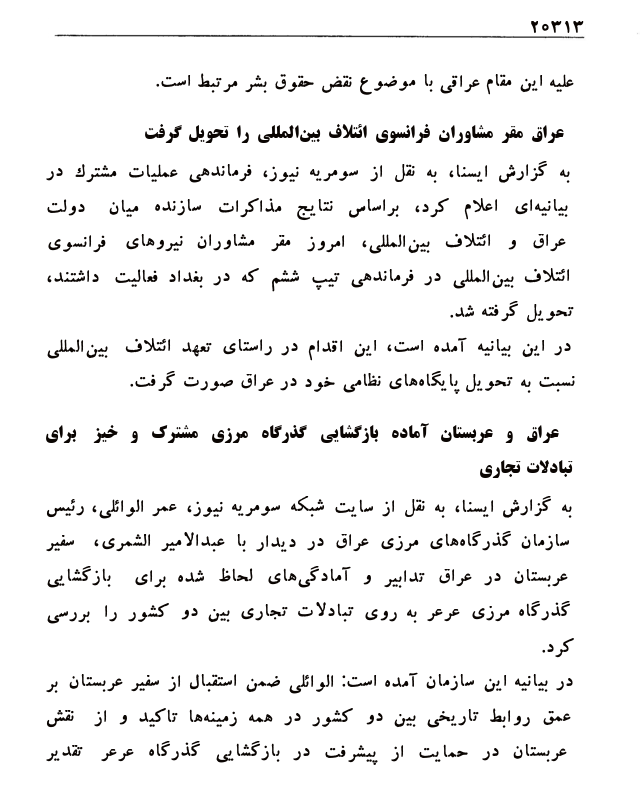 ۲۰۳۱۳
علیه این مقام عراقی با موضوع نقض حقوق بشر مرتبط است.
عراق مقر مشاوران فرانسوی ائتلاف بین‌المللی را تحویل گرفت
به گزارش ایسنا، به نقل از سومریه نیوز، فرماندهی عملیات مشترك در
بیانیه‌ای اعلام کرد، براساس نتایج مذاکرات سازنده میان دولت
عراق و ائتلاف بین‌المللی، امروز مقر مشاوران نیروهای فرانسوی
ائتلاف بین‌المللی در فرماندهی تیپ ششم که در بغداد فعالیت داشتند،
تحویل گرفته شد.
در این بیانیه آمده است، این اقدام در راستای تعهد ائتلاف بین‌المللی
نسبت به تحویل پایگاه‌های نظامی خود در عراق صورت گرفت.
عراق و عربستان آماده بازگشایی گذرگاه مرزی مشترک و خیز برای
تبادلات تجاری
به گزارش ایسنا، به نقل از سایت شبکه سومریه نیوز، عمر الوائلی، رئیس
سازمان گذرگاه‌های مرزی عراق در دیدار با عبدالامیر الشمری، سفیر
عربستان در عراق تدابیر و آمادگی‌های لحاظ شده برای بازگشایی
گذرگاه مرزی عرعر به روی تبادلات تجاری بین دو کشور را بررسی
کرد.
در بیانیه این سازمان آمده است: الوائلی ضمن استقبال از سفیر عربستان بر
عمق روابط تاریخی بین دو کشور در همه زمینه‌ها تاکید و از نقش
عربستان در حمایت از پیشرفت در بازگشایی گذرگاه عرعر تقدیر